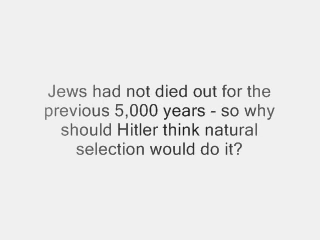 Jews had not died out for the
previous 5,000 years - so why
should Hitler think natural
selection would do it?